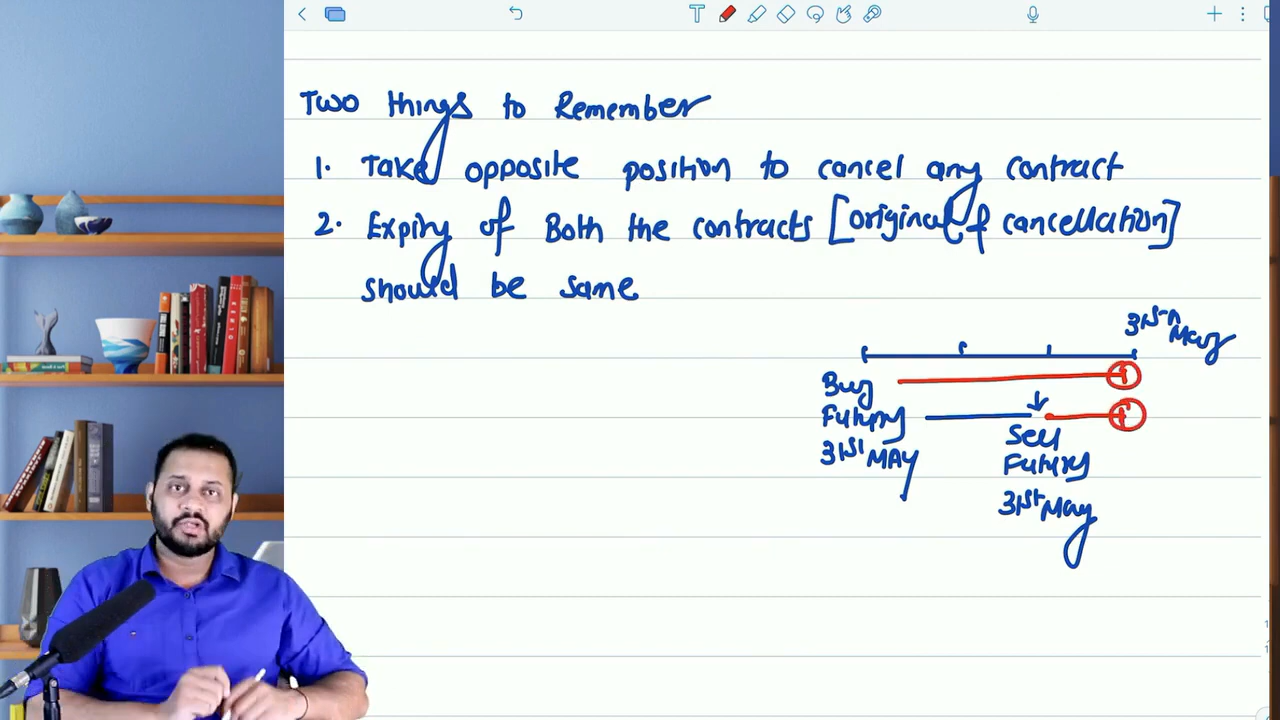 Two things to Remember
1. Take opposite position to cancel any contract
2. Expiry of Both the contracts [original & cancellation]
should be same
31st May
Buy
Future
31st MAY
Sell
Future
31st May